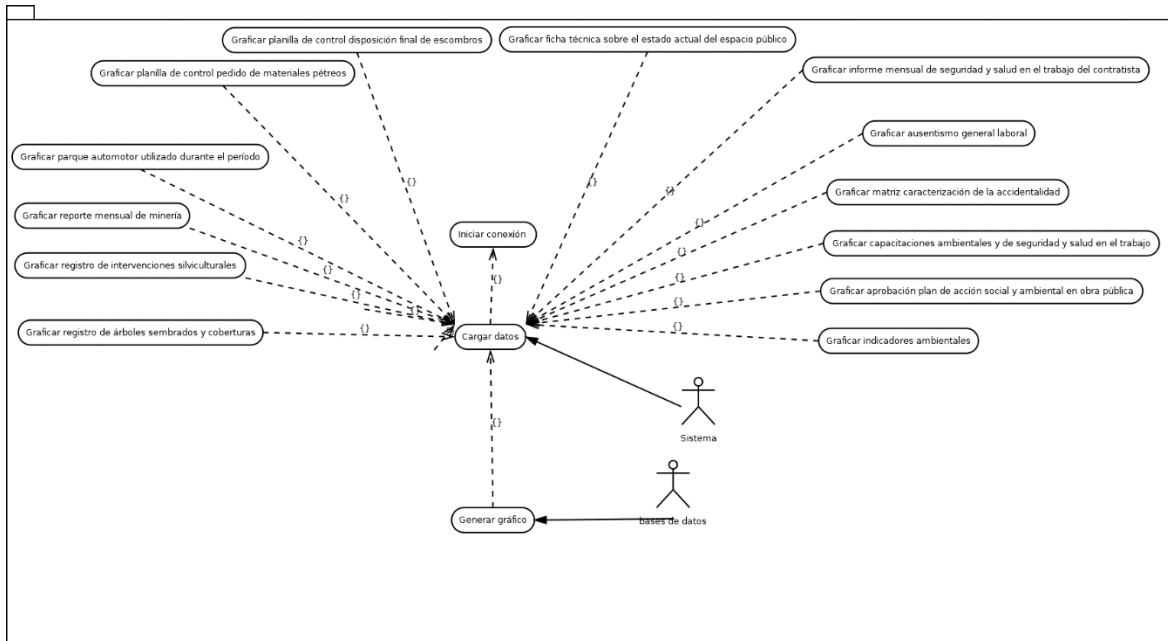 Graficar planilla de control disposición final de escombros
Graficar ficha técnica sobre el estado actual del espacio público
Graficar planilla de control pedido de materiales pétreos
Graficar informe mensual de seguridad y salud en el trabajo del contratista
Graficar ausentismo general laboral
Graficar parque automotor utilizado durante el período
{}
{}
{}
{}
Graficar matriz caracterización de la accidentalidad
Graficar reporte mensual de minería
{}
Iniciar conexión
{}
Graficar capacitaciones ambientales y de seguridad y salud en el trabajo
{}
Graficar registro de intervenciones silviculturales
{}
{}
{}
Graficar aprobación plan de acción social y ambiental en obra pública
{}
{}
{}
Graficar registro de árboles sembrados y coberturas
{}
{}
Cargar datos
Graficar indicadores ambientales
{}
Sistema
Generar gráfico
bases de datos